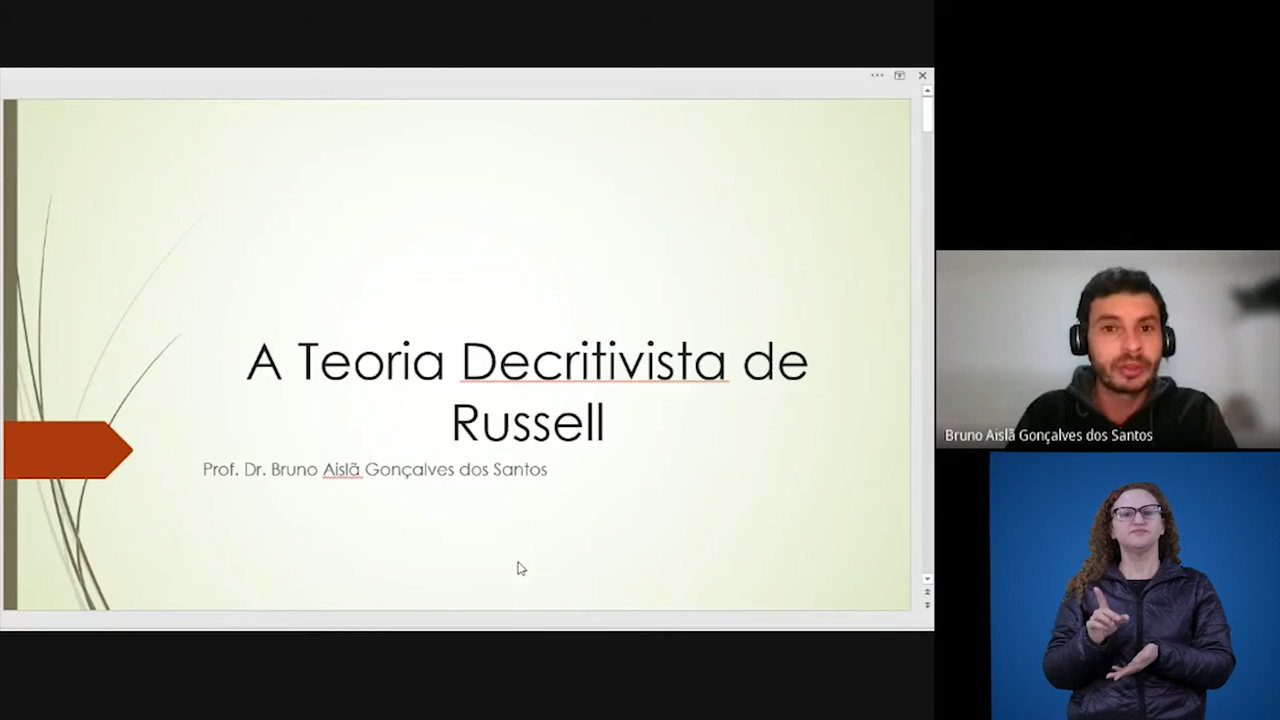 A Teoria Decritivista de
Russell
Prof. Dr. Bruno Aislã Gonçalves dos Santos
Bruno Aislã Gonçalves dos Santos